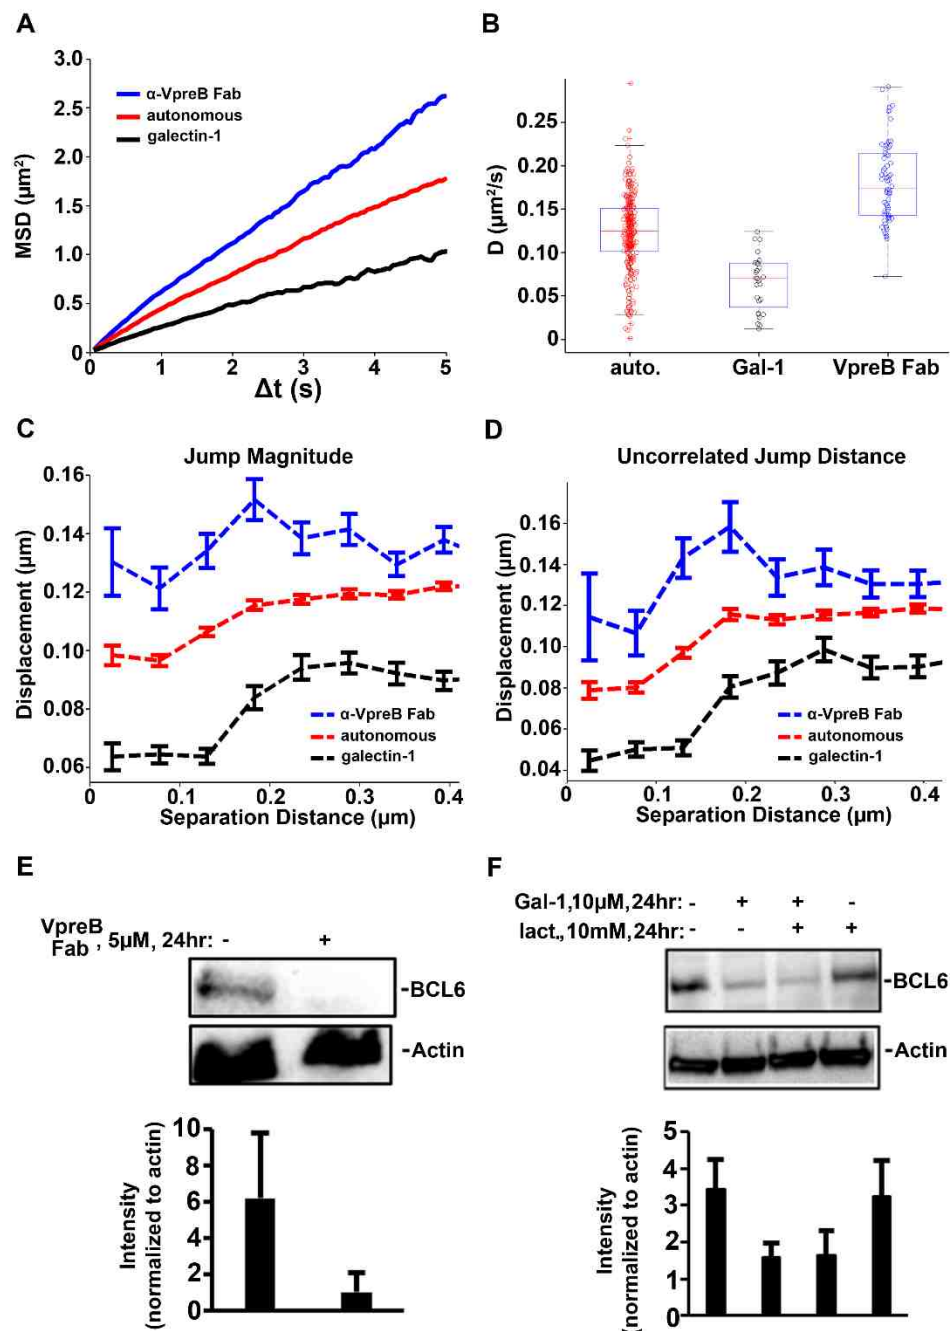 A
3.0
2.5
2.0
1.5
1.0
0.5
0
MSD (µm²)
α-VpreB Fab
autonomous
galectin-1
0 1 2 3 4 5
Δt (s)
B
0.25
0.20
0.15
0.10
0.05
0
D (µm²/s)
auto. Gal-1 VpreB Fab
C
Jump Magnitude
0.16
0.14
0.12
0.10
0.08
0.06
Displacement (µm)
α-VpreB Fab
autonomous
galectin-1
0 0.1 0.2 0.3 0.4
Separation Distance (µm)
D
Uncorrelated Jump Distance
0.16
0.14
0.12
0.10
0.08
0.06
0.04
Displacement (µm)
α-VpreB Fab
autonomous
galectin-1
0 0.1 0.2 0.3 0.4
Separation Distance (µm)
E
VpreB
Fab , 5µM, 24hr: - +
-BCL6
-Actin
10
8
6
4
2
0
Intensity
(normalized to actin)
F
Gal-1,10µM,24hr: - + + -
lact., 10mM,24hr: - - + +
-BCL6
-Actin
5
4
3
2
1
0
Intensity
(normalized to actin)